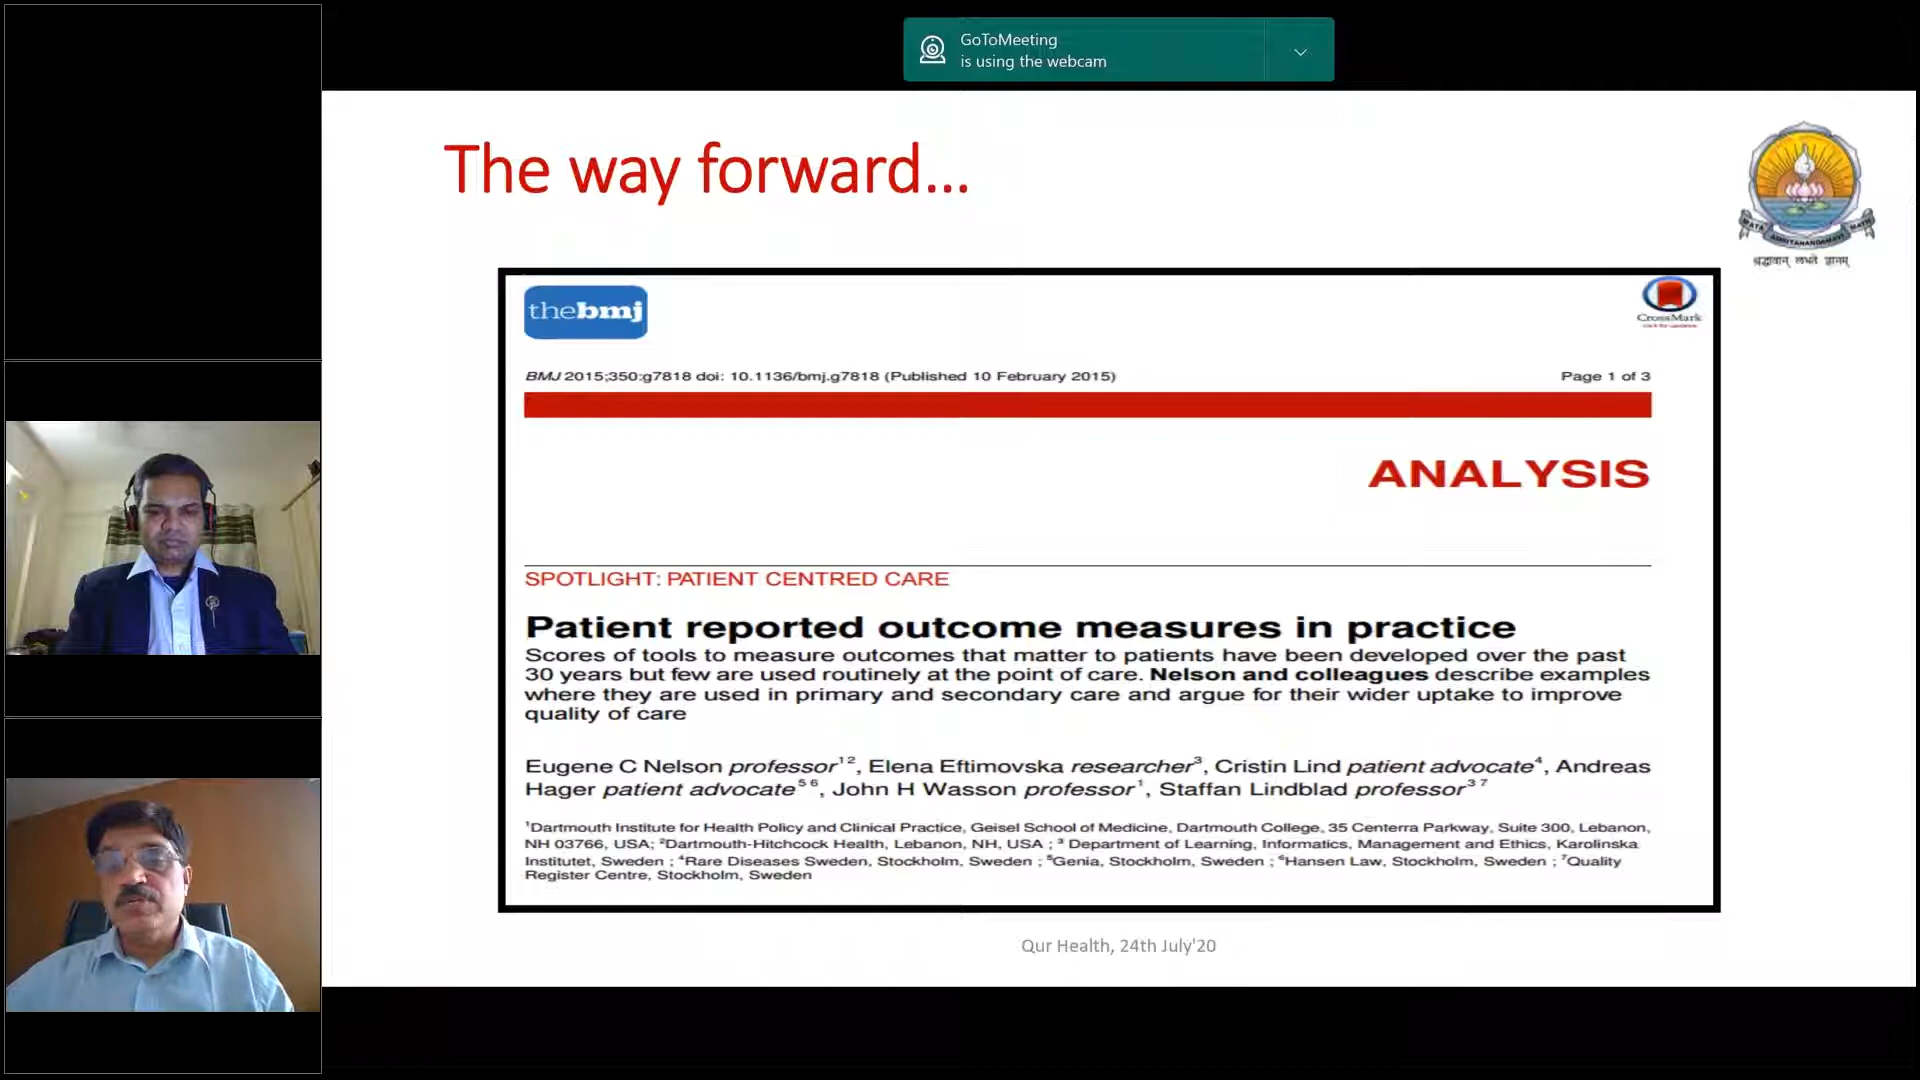 GoToMeeting
is using the webcam
The way forward...
MATA AMRITANANDAMAYI MATH
श्रद्धावान् लभते ज्ञानम्
thebmj
CrossMark
BMJ 2015;350:g7818 doi: 10.1136/bmj.g7818 (Published 10 February 2015)
Page 1 of 3
ANALYSIS
SPOTLIGHT: PATIENT CENTRED CARE
Patient reported outcome measures in practice
Scores of tools to measure outcomes that matter to patients have been developed over the past
30 years but few are used routinely at the point of care. Nelson and colleagues describe examples
where they are used in primary and secondary care and argue for their wider uptake to improve
quality of care
Eugene C Nelson professor¹ ², Elena Eftimovska researcher³, Cristin Lind patient advocate⁴, Andreas
Hager patient advocate⁵ ⁶, John H Wasson professor¹, Staffan Lindblad professor³ ⁷
¹Dartmouth Institute for Health Policy and Clinical Practice, Geisel School of Medicine, Dartmouth College, 35 Centerra Parkway, Suite 300, Lebanon,
NH 03766, USA; ²Dartmouth-Hitchcock Health, Lebanon, NH, USA ; ³ Department of Learning, Informatics, Management and Ethics, Karolinska
Institutet, Sweden ; ⁴Rare Diseases Sweden, Stockholm, Sweden ; ⁵Genia, Stockholm, Sweden ; ⁶Hansen Law, Stockholm, Sweden ; ⁷Quality
Register Centre, Stockholm, Sweden
Qur Health, 24th July'20